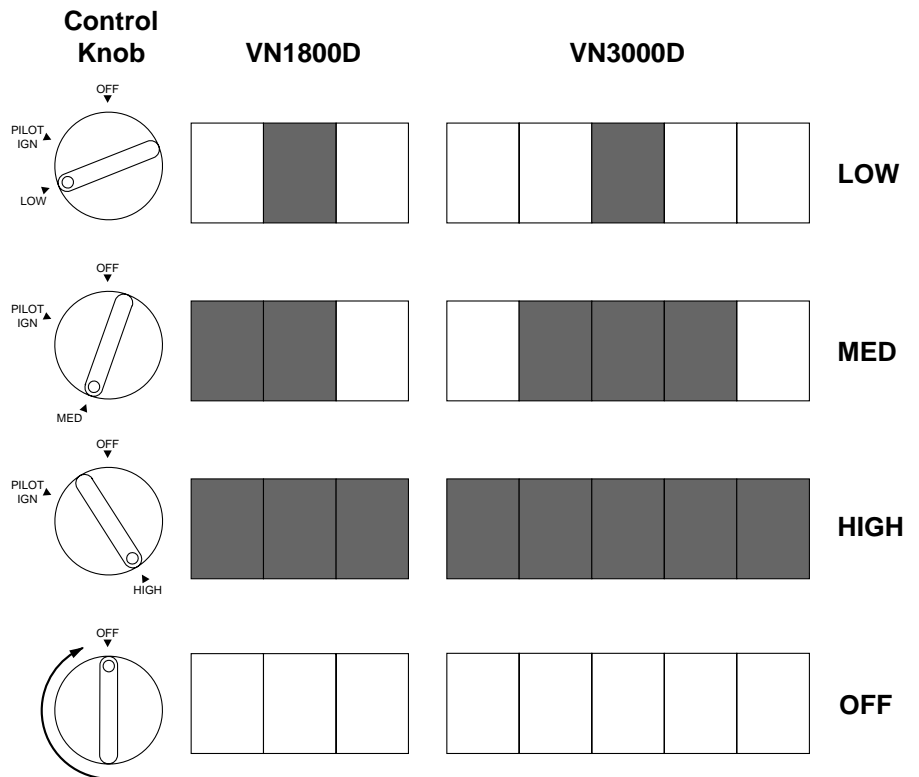 Control
Knob
VN1800D
VN3000D
OFF
PILOT
IGN
LOW
LOW
OFF
PILOT
IGN
MED
MED
OFF
PILOT
IGN
HIGH
HIGH
OFF
OFF